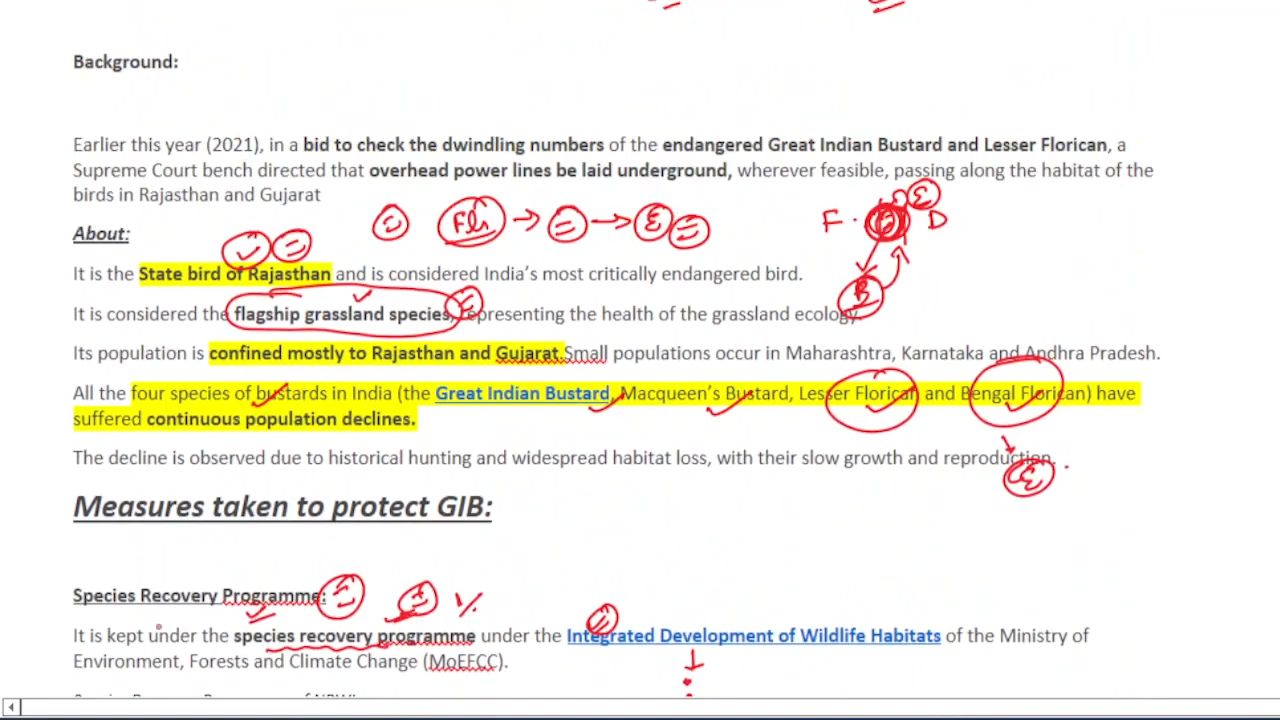 Background:
Earlier this year (2021), in a bid to check the dwindling numbers of the endangered Great Indian Bustard and Lesser Florican, a
Supreme Court bench directed that overhead power lines be laid underground, wherever feasible, passing along the habitat of the
birds in Rajasthan and Gujarat
F. D
About:
It is the State bird of Rajasthan and is considered India's most critically endangered bird.
It is considered the flagship grassland species, representing the health of the grassland ecology.
Its population is confined mostly to Rajasthan and Gujarat.Small populations occur in Maharashtra, Karnataka and Andhra Pradesh.
All the four species of bustards in India (the Great Indian Bustard, Macqueen's Bustard, Lesser Florican and Bengal Florican) have
suffered continuous population declines.
The decline is observed due to historical hunting and widespread habitat loss, with their slow growth and reproduction.
Measures taken to protect GIB:
Species Recovery Programme:
It is kept under the species recovery programme under the Integrated Development of Wildlife Habitats of the Ministry of
Environment, Forests and Climate Change (MoEFCC).